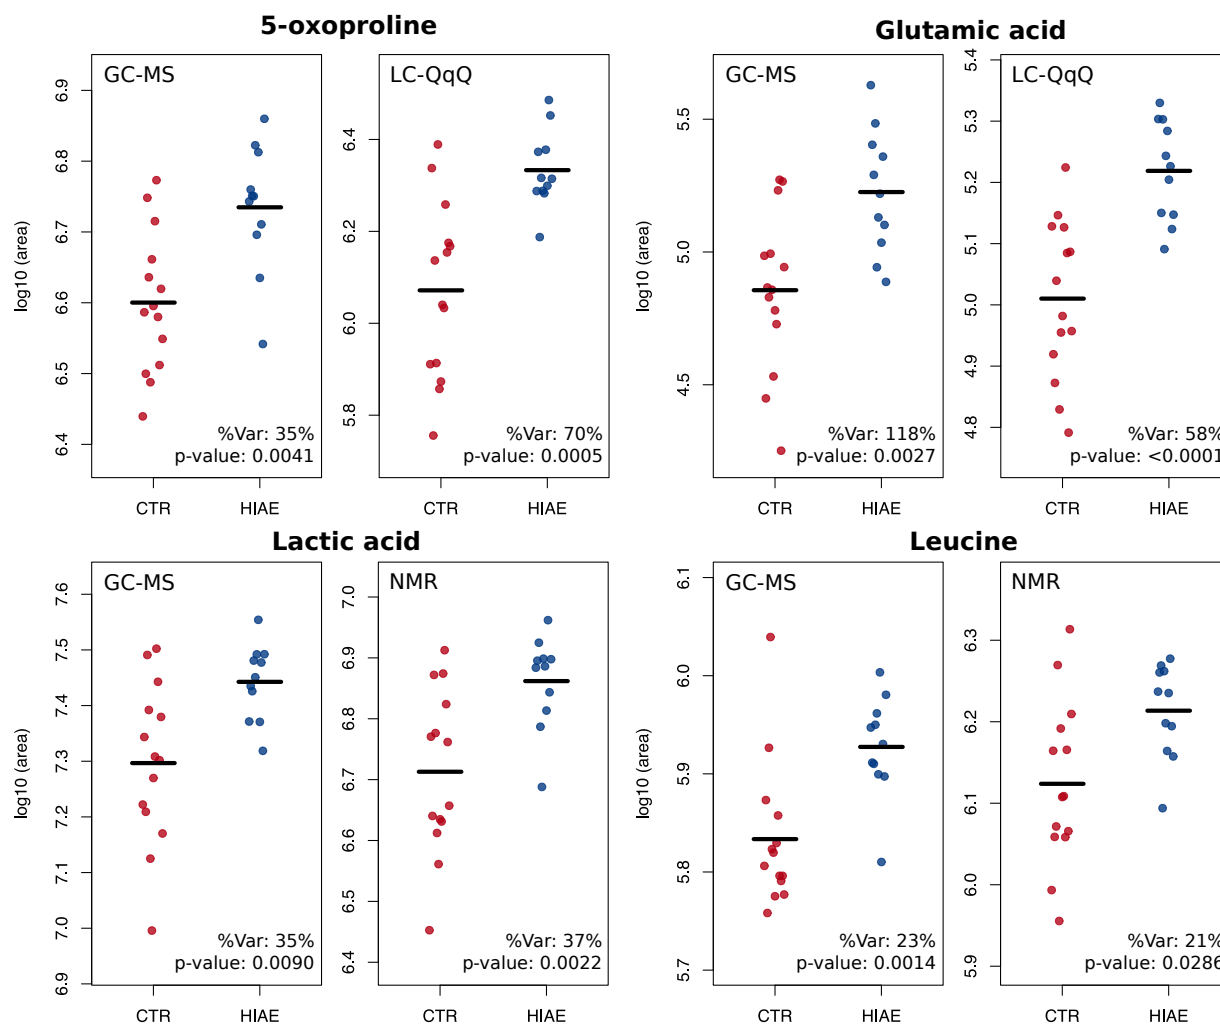 5-oxoproline
GC-MS
log10 (area)
6.9
6.8
6.7
6.6
6.5
6.4
%Var: 35%
p-value: 0.0041
CTR
HIAE
LC-QqQ
6.4
6.2
6.0
5.8
%Var: 70%
p-value: 0.0005
CTR
HIAE
Glutamic acid
GC-MS
log10 (area)
5.5
5.0
4.5
%Var: 118%
p-value: 0.0027
CTR
HIAE
LC-QqQ
5.4
5.3
5.2
5.1
5.0
4.9
4.8
%Var: 58%
p-value: <0.0001
CTR
HIAE
Lactic acid
GC-MS
log10 (area)
7.6
7.5
7.4
7.3
7.2
7.1
7.0
6.9
%Var: 35%
p-value: 0.0090
CTR
HIAE
NMR
7.0
6.9
6.8
6.7
6.6
6.5
6.4
%Var: 37%
p-value: 0.0022
CTR
HIAE
Leucine
GC-MS
log10 (area)
6.1
6.0
5.9
5.8
5.7
%Var: 23%
p-value: 0.0014
CTR
HIAE
NMR
6.3
6.2
6.1
6.0
5.9
%Var: 21%
p-value: 0.0286
CTR
HIAE